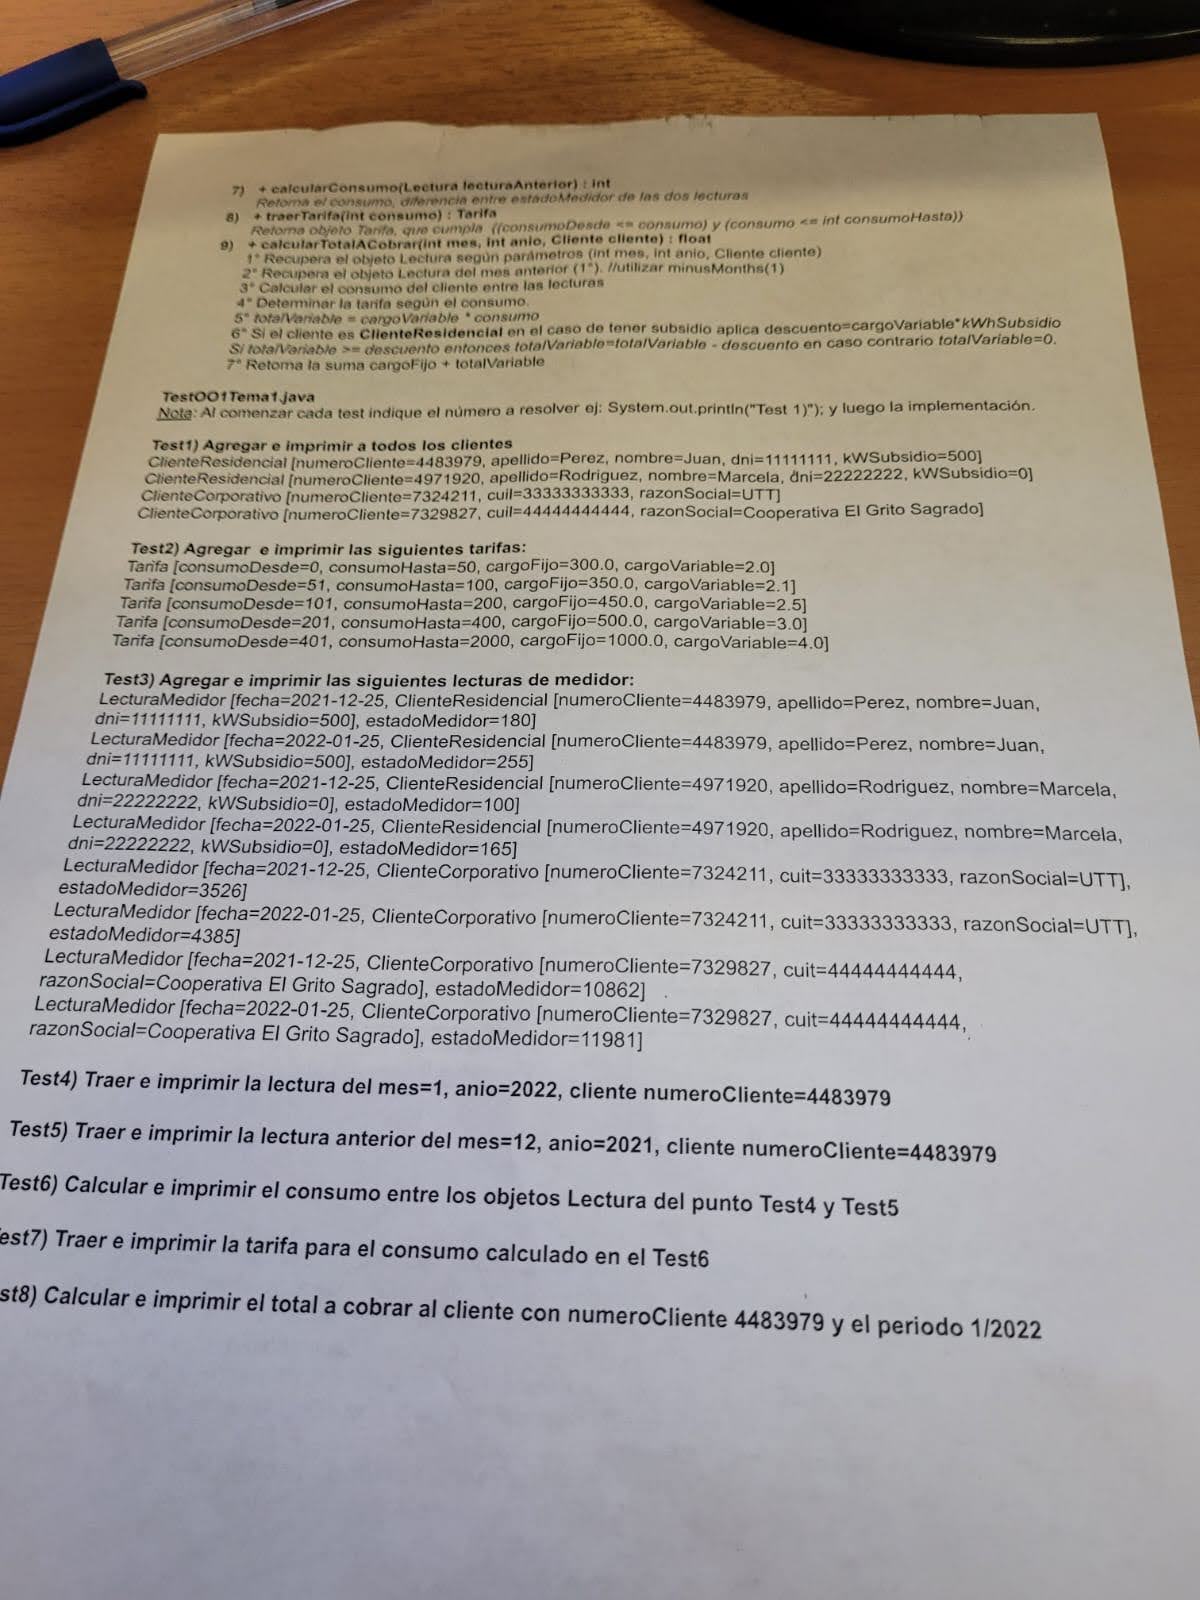 7) + calcularConsumo(Lectura lecturaAnterior) : int
Retorna el consumo, diferencia entre estadoMedidor de las dos lecturas
8) + traerTarifa(int consumo) : Tarifa
Retorna objeto Tarifa, que cumpla ((consumoDesde <= consumo) y (consumo <= int consumoHasta))
9) + calcularTotalACobrar(int mes, int anio, Cliente cliente) : float
1° Recupera el objeto Lectura según parámetros (int mes, int anio, Cliente cliente)
2° Recupera el objeto Lectura del mes anterior (1°). //utilizar minusMonths(1)
3° Calcular el consumo del cliente entre las lecturas
4° Determinar la tarifa según el consumo.
5° totalVariable = cargoVariable * consumo
6° Si el cliente es ClienteResidencial en el caso de tener subsidio aplica descuento=cargoVariable*kWhSubsidio
Si totalVariable >= descuento entonces totalVariable=totalVariable - descuento en caso contrario totalVariable=0.
7° Retorna la suma cargoFijo + totalVariable
TestOO1Tema1.java
Nota: Al comenzar cada test indique el número a resolver ej: System.out.println("Test 1)"); y luego la implementación.
Test1) Agregar e imprimir a todos los clientes
ClienteResidencial [numeroCliente=4483979, apellido=Perez, nombre=Juan, dni=11111111, kWSubsidio=500]
ClienteResidencial [numeroCliente=4971920, apellido=Rodriguez, nombre=Marcela, dni=22222222, kWSubsidio=0]
ClienteCorporativo [numeroCliente=7324211, cuil=33333333333, razonSocial=UTT]
ClienteCorporativo [numeroCliente=7329827, cuil=44444444444, razonSocial=Cooperativa El Grito Sagrado]
Test2) Agregar e imprimir las siguientes tarifas:
Tarifa [consumoDesde=0, consumoHasta=50, cargoFijo=300.0, cargoVariable=2.0]
Tarifa [consumoDesde=51, consumoHasta=100, cargoFijo=350.0, cargoVariable=2.1]
Tarifa [consumoDesde=101, consumoHasta=200, cargoFijo=450.0, cargoVariable=2.5]
Tarifa [consumoDesde=201, consumoHasta=400, cargoFijo=500.0, cargoVariable=3.0]
Tarifa [consumoDesde=401, consumoHasta=2000, cargoFijo=1000.0, cargoVariable=4.0]
Test3) Agregar e imprimir las siguientes lecturas de medidor:
LecturaMedidor [fecha=2021-12-25, ClienteResidencial [numeroCliente=4483979, apellido=Perez, nombre=Juan,
dni=11111111, kWSubsidio=500], estadoMedidor=180]
LecturaMedidor [fecha=2022-01-25, ClienteResidencial [numeroCliente=4483979, apellido=Perez, nombre=Juan,
dni=11111111, kWSubsidio=500], estadoMedidor=255]
LecturaMedidor [fecha=2021-12-25, ClienteResidencial [numeroCliente=4971920, apellido=Rodriguez, nombre=Marcela,
dni=22222222, kWSubsidio=0], estadoMedidor=100]
LecturaMedidor [fecha=2022-01-25, ClienteResidencial [numeroCliente=4971920, apellido=Rodriguez, nombre=Marcela,
dni=22222222, kWSubsidio=0], estadoMedidor=165]
LecturaMedidor [fecha=2021-12-25, ClienteCorporativo [numeroCliente=7324211, cuit=33333333333, razonSocial=UTT],
estadoMedidor=3526]
LecturaMedidor [fecha=2022-01-25, ClienteCorporativo [numeroCliente=7324211, cuit=33333333333, razonSocial=UTT],
estadoMedidor=4385]
LecturaMedidor [fecha=2021-12-25, ClienteCorporativo [numeroCliente=7329827, cuit=44444444444,
razonSocial=Cooperativa El Grito Sagrado], estadoMedidor=10862]
LecturaMedidor [fecha=2022-01-25, ClienteCorporativo [numeroCliente=7329827, cuit=44444444444,
razonSocial=Cooperativa El Grito Sagrado], estadoMedidor=11981]
Test4) Traer e imprimir la lectura del mes=1, anio=2022, cliente numeroCliente=4483979
Test5) Traer e imprimir la lectura anterior del mes=12, anio=2021, cliente numeroCliente=4483979
Test6) Calcular e imprimir el consumo entre los objetos Lectura del punto Test4 y Test5
est7) Traer e imprimir la tarifa para el consumo calculado en el Test6
st8) Calcular e imprimir el total a cobrar al cliente con numeroCliente 4483979 y el periodo 1/2022